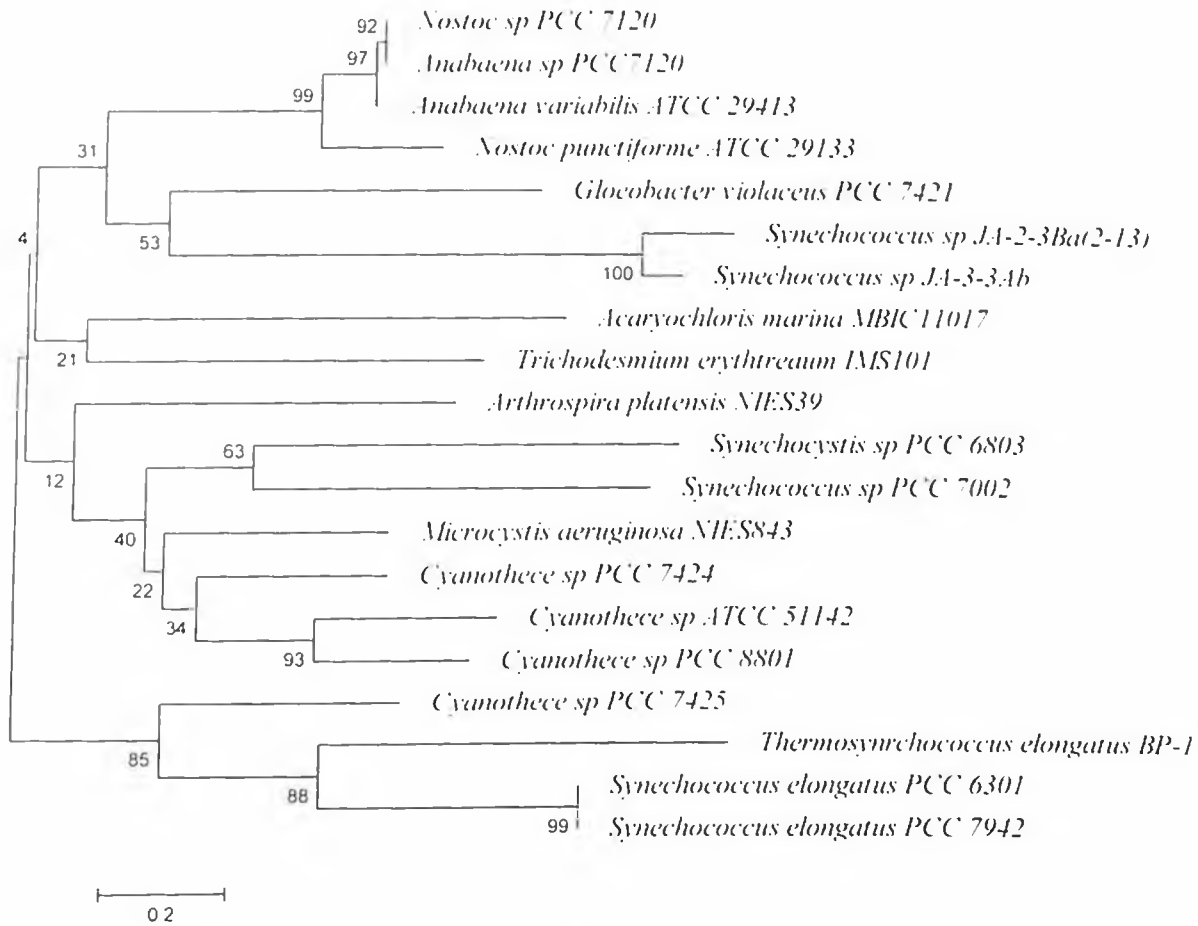 92
Nostoc sp PCC 7120
97
Anabaena sp PCC7120
99
Anabaena variabilis ATCC 29413
31
Nostoc punctiforme ATCC 29133
Gloeobacter violaceus PCC 7421
4
53
Synechococcus sp JA-2-3Ba(2-13)
100
Synechococcus sp JA-3-3Ab
Acaryochloris marina MBIC11017
21
Trichodesmium erythtreaum IMS101
Arthrospira platensis NIES39
12
63
Synechocystis sp PCC 6803
Synechococcus sp PCC 7002
40
Microcystis aeruginosa NIES843
22
Cyanothece sp PCC 7424
34
Cyanothece sp ATCC 51142
93
Cyanothece sp PCC 8801
Cyanothece sp PCC 7425
85
Thermosynrchococcus elongatus BP-1
88
Synechococcus elongatus PCC 6301
99
Synechococcus elongatus PCC 7942
0 2